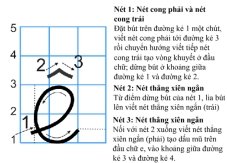 5
4
3
2
1
2
3
1
Nét 1: Nét cong phải và nét
cong trái
Đặt bút trên đường kẻ 1 một chút,
viết nét cong phải tới đường kẻ 3
rồi chuyển hướng viết tiếp nét
cong trái tạo vòng khuyết ở đầu
chữ; dừng bút ở khoảng giữa
đường kẻ 1 và đường kẻ 2.
Nét 2: Nét thẳng xiên ngắn
Từ điểm dừng bút của nét 1, lia bút
lên viết nét thẳng xiên ngắn (trái)
Nét 3: Nét thẳng xiên ngắn
Nối với nét 2 xuống viết nét thẳng
xiên ngắn (phải) tạo dấu mũ trên
đầu chữ e, vào khoảng giữa đường
kẻ 3 và đường kẻ 4.